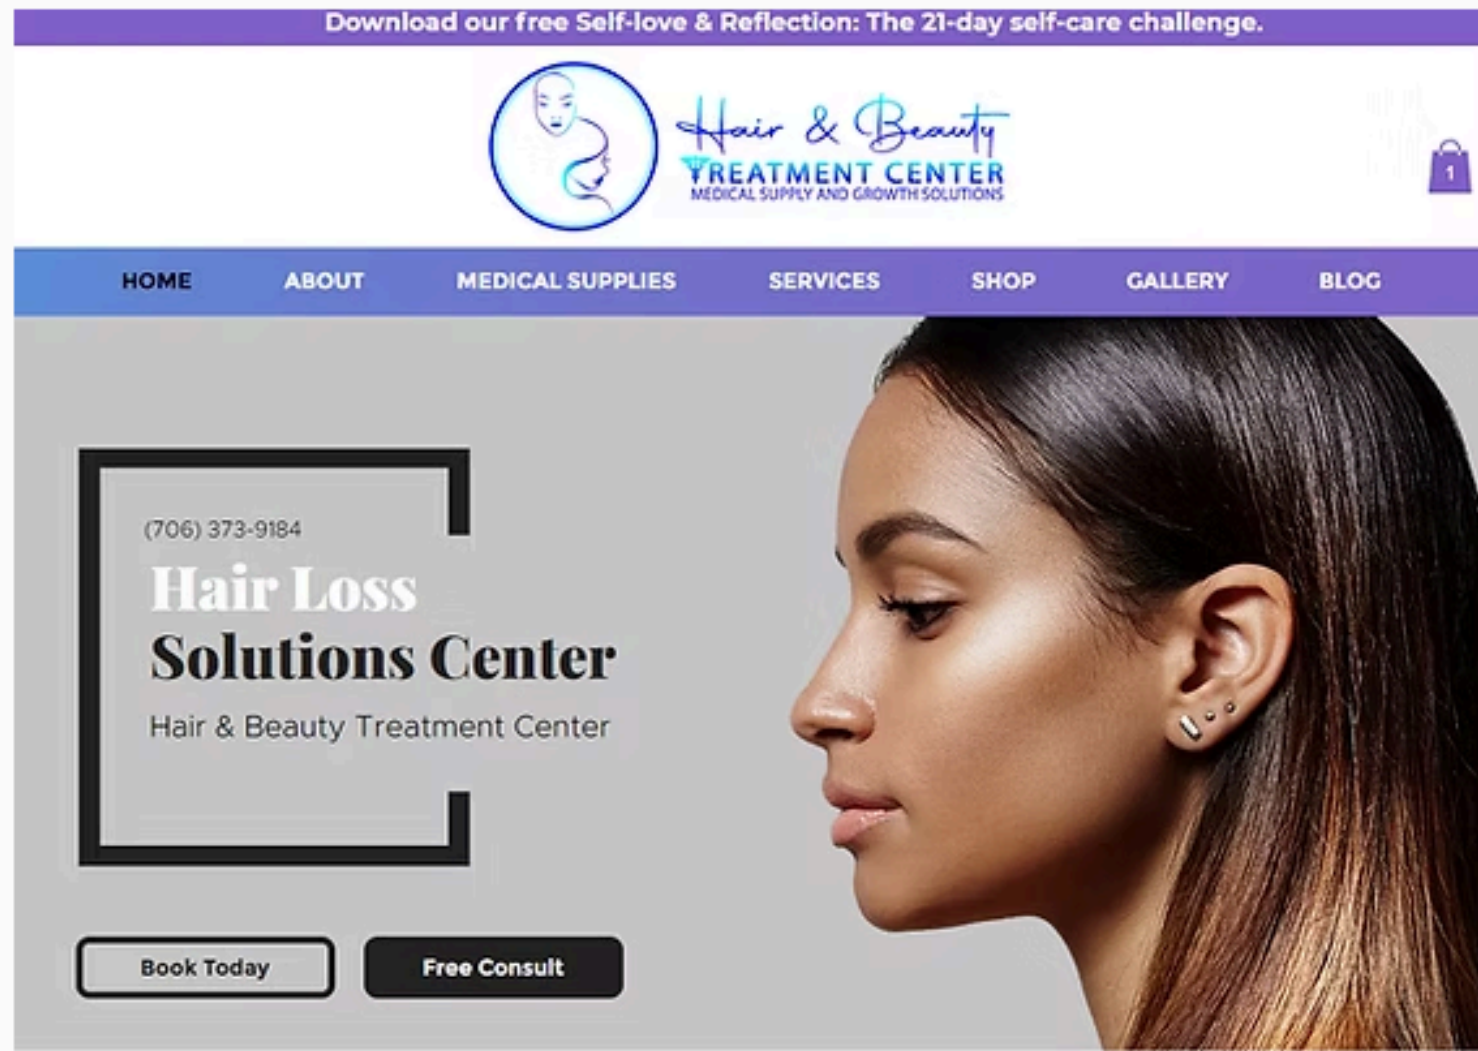 Download our free Self-love & Reflection: The 21-day self-care challenge.
Hair & Beauty
TREATMENT CENTER
MEDICAL SUPPLY AND GROWTH SOLUTIONS
1
HOME ABOUT MEDICAL SUPPLIES SERVICES SHOP GALLERY BLOG
(706) 373-9184
Hair Loss
Solutions Center
Hair & Beauty Treatment Center
Book Today Free Consult